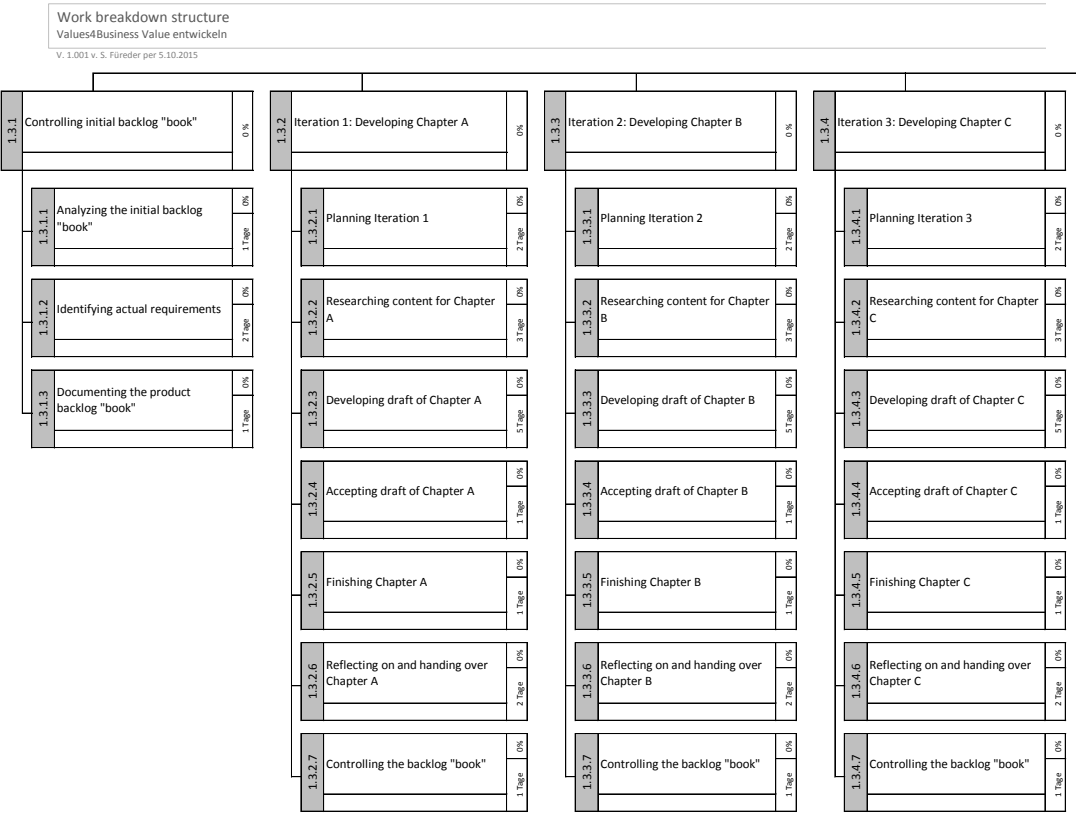 Work breakdown structure
Values4Business Value entwickeln
V. 1.001 v. S. Füreder per 5.10.2015
1.3.1
Controlling initial backlog "book"
0 %
1.3.1.1
Analyzing the initial backlog
"book"
0%
1 Tage
1.3.1.2
Identifying actual requirements
0%
2 Tage
1.3.1.3
Documenting the product
backlog "book"
0%
1 Tage
1.3.2
Iteration 1: Developing Chapter A
0%
1.3.2.1
Planning Iteration 1
0%
2 Tage
1.3.2.2
Researching content for Chapter
A
0%
3 Tage
1.3.2.3
Developing draft of Chapter A
0%
5 Tage
1.3.2.4
Accepting draft of Chapter A
0%
1 Tage
1.3.2.5
Finishing Chapter A
0%
1 Tage
1.3.2.6
Reflecting on and handing over
Chapter A
0%
2 Tage
1.3.2.7
Controlling the backlog "book"
0%
1 Tage
1.3.3
Iteration 2: Developing Chapter B
0 %
1.3.3.1
Planning Iteration 2
0%
2 Tage
1.3.3.2
Researching content for Chapter
B
0%
3 Tage
1.3.3.3
Developing draft of Chapter B
0%
5 Tage
1.3.3.4
Accepting draft of Chapter B
0%
1 Tage
1.3.3.5
Finishing Chapter B
0%
1 Tage
1.3.3.6
Reflecting on and handing over
Chapter B
0%
2 Tage
1.3.3.7
Controlling the backlog "book"
0%
1 Tage
1.3.4
Iteration 3: Developing Chapter C
0 %
1.3.4.1
Planning Iteration 3
0%
2 Tage
1.3.4.2
Researching content for Chapter
C
0%
3 Tage
1.3.4.3
Developing draft of Chapter C
0%
5 Tage
1.3.4.4
Accepting draft of Chapter C
0%
1 Tage
1.3.4.5
Finishing Chapter C
0%
1 Tage
1.3.4.6
Reflecting on and handing over
Chapter C
0%
2 Tage
1.3.4.7
Controlling the backlog "book"
0%
1 Tage